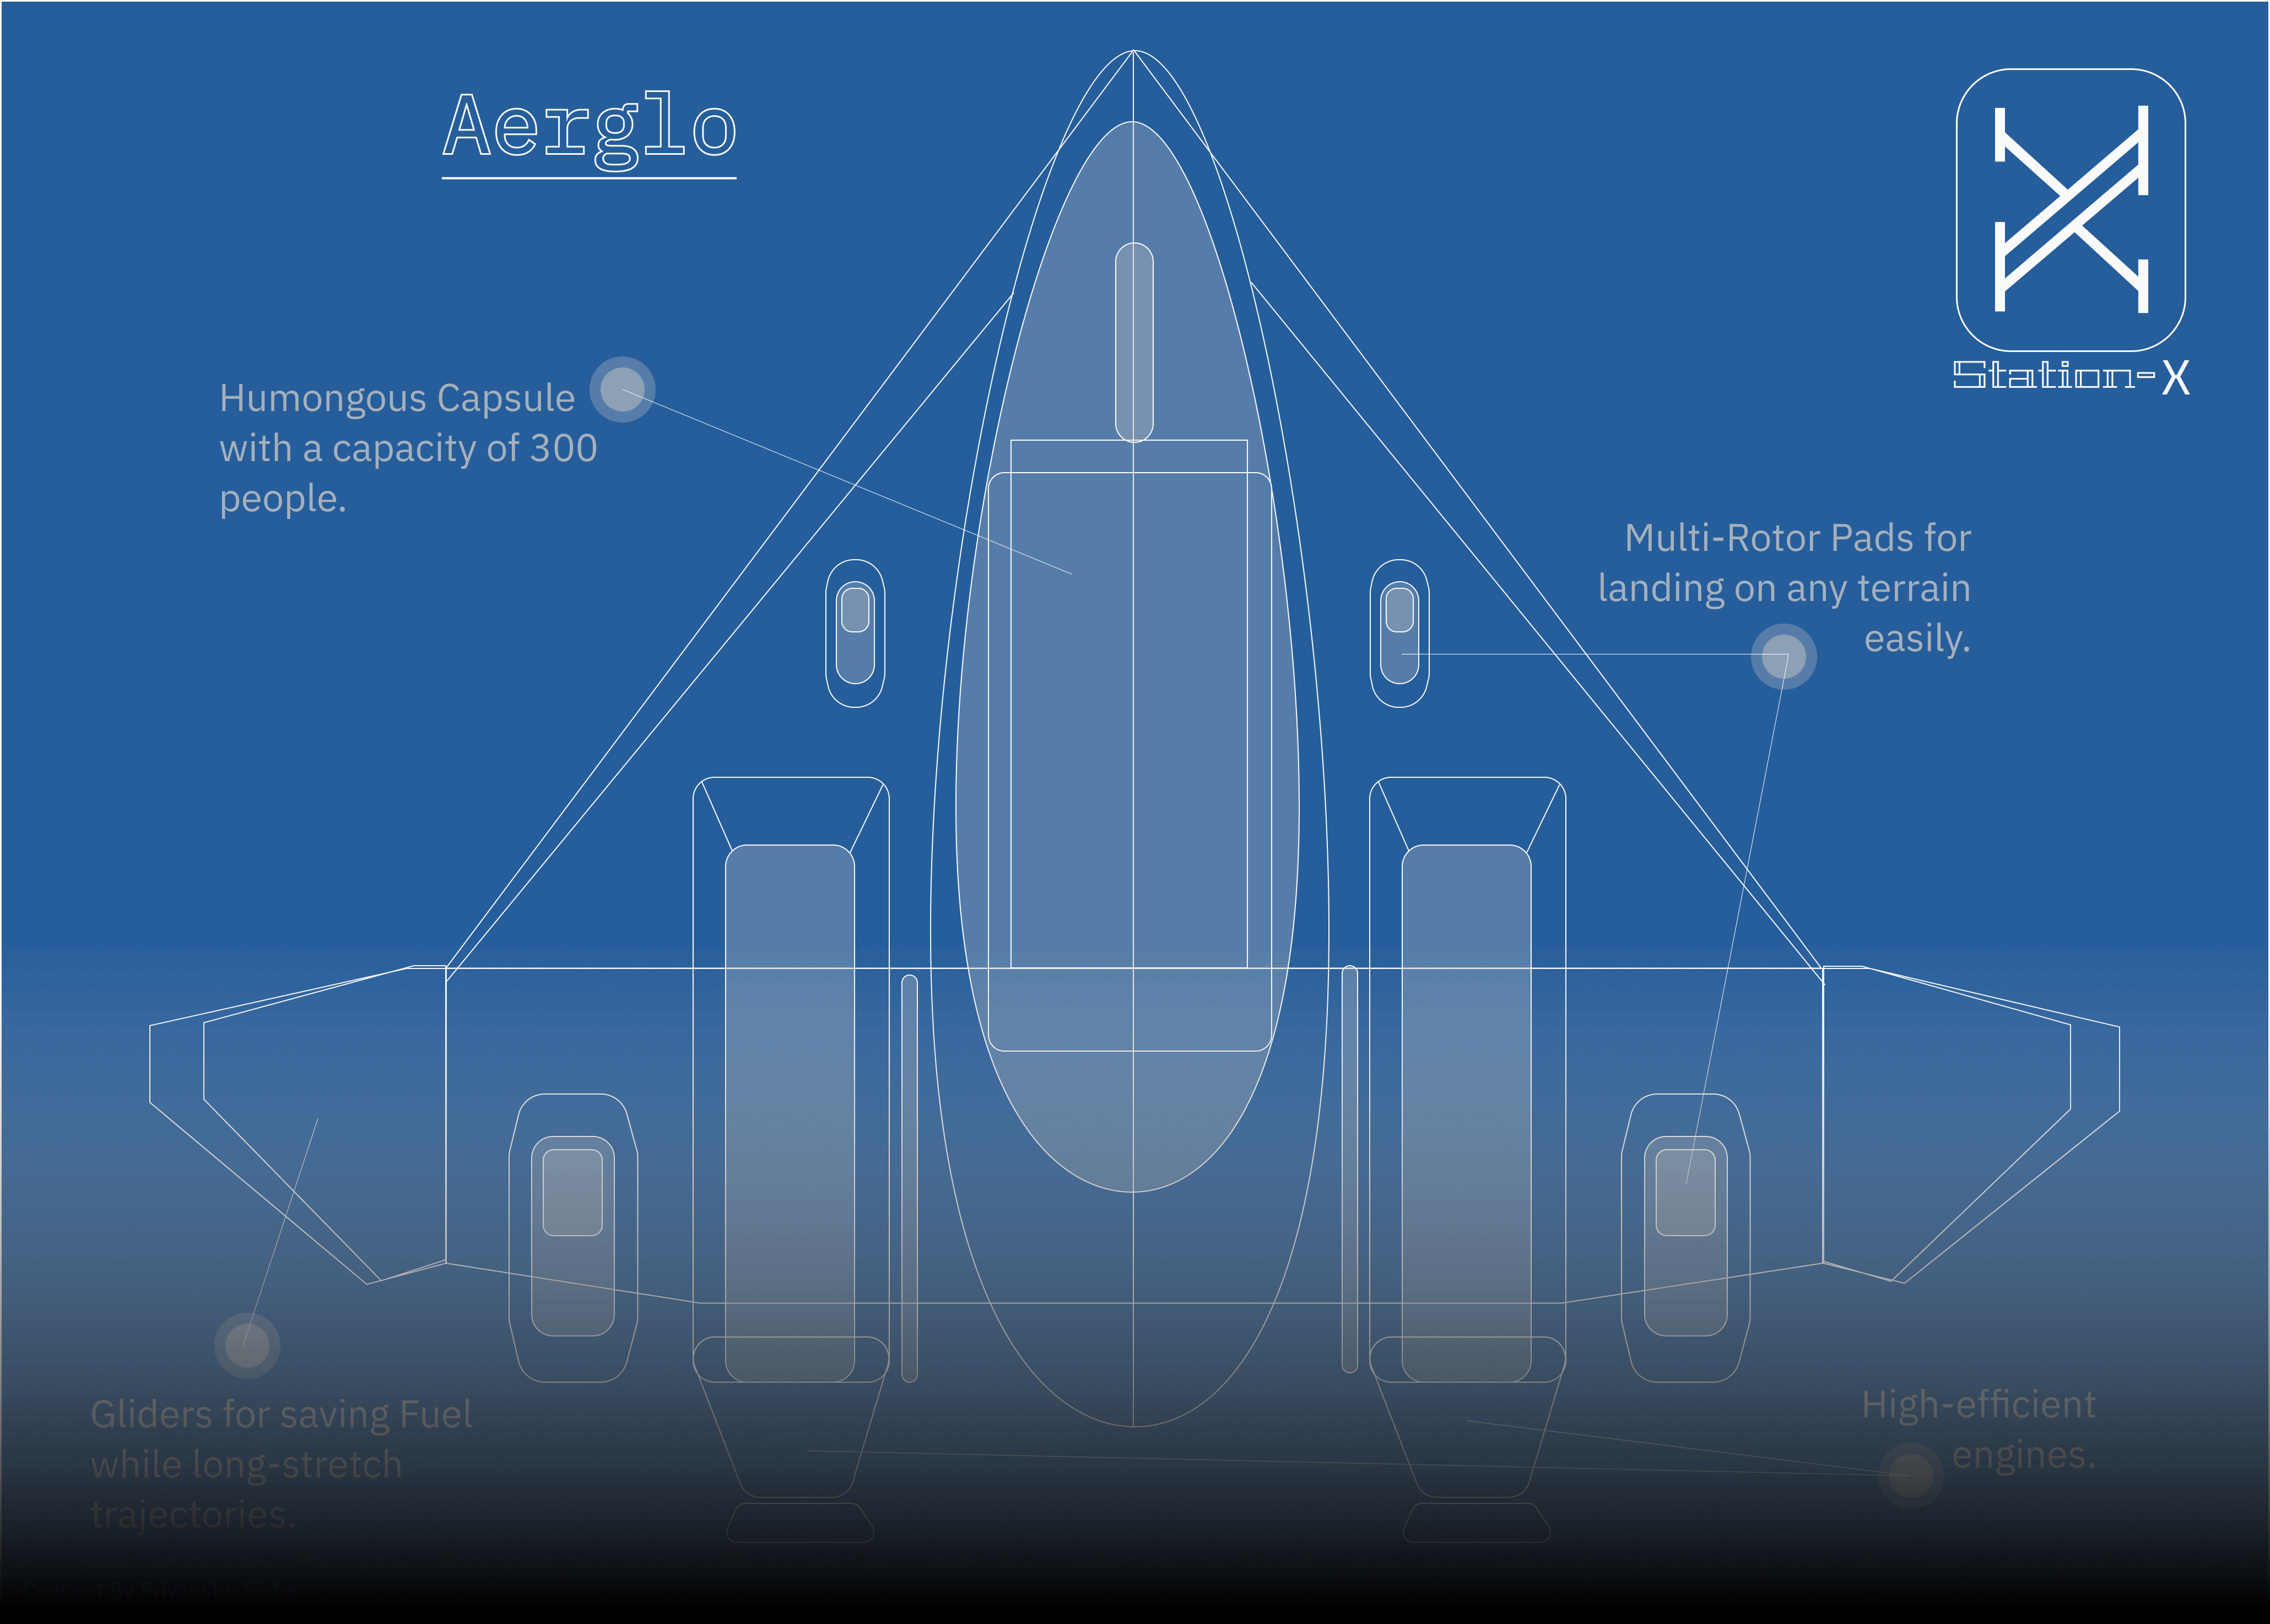 Aerglo
Station-X
Humongous Capsule
with a capacity of 300
people.
Multi-Rotor Pads for
landing on any terrain
easily.
Gliders for saving Fuel
while long-stretch
trajectories.
High-efficient
engines.